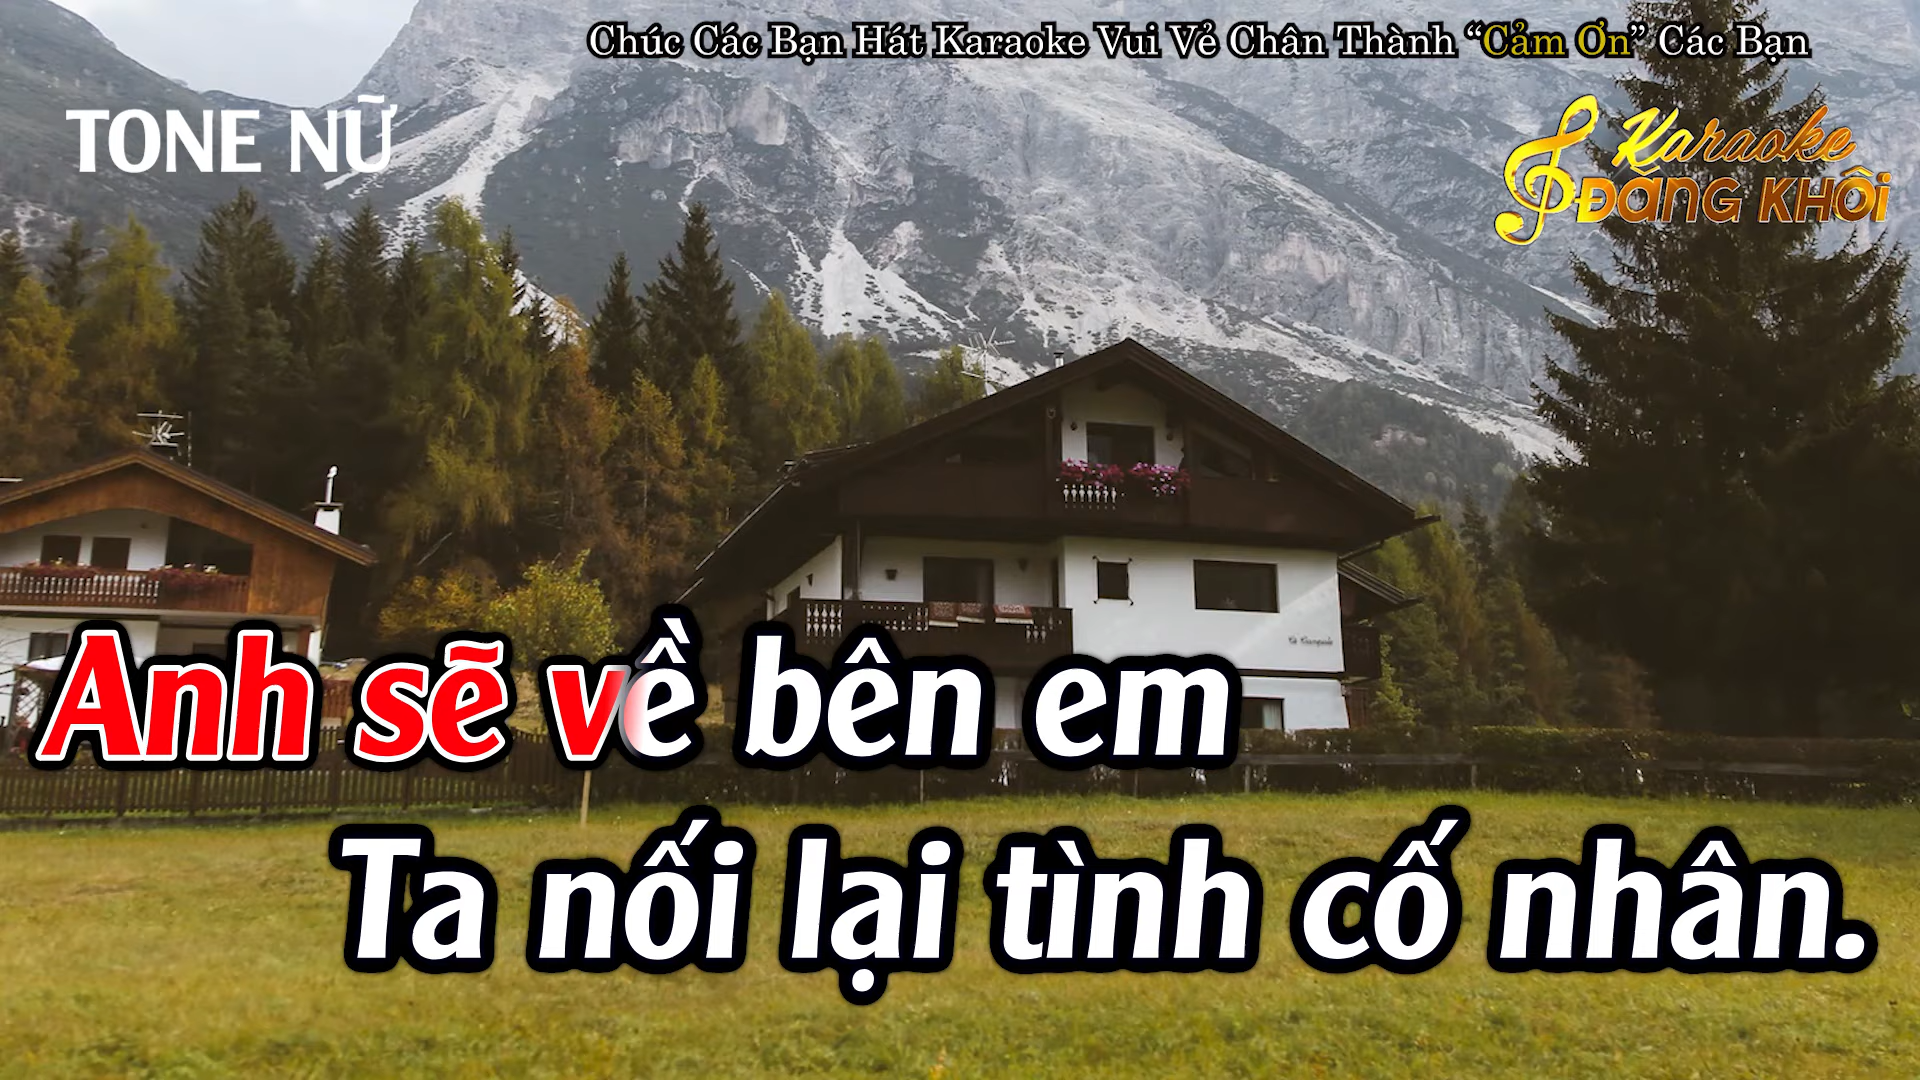 Chúc Các Bạn Hát Karaoke Vui Vẻ Chân Thành “Cảm Ơn” Các Bạn
TONE NỮ
Karaoke
ĐĂNG KHÔI
Anh sẽ về bên em
Ta nối lại tình cố nhân.